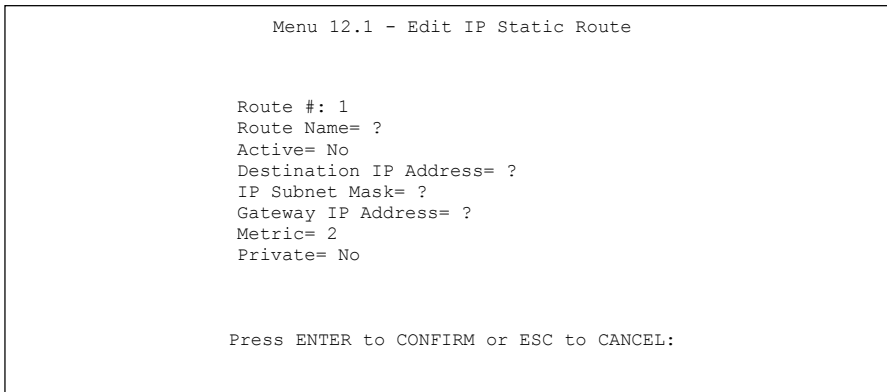 Menu 12.1 - Edit IP Static Route
Route #: 1
Route Name= ?
Active= No
Destination IP Address= ?
IP Subnet Mask= ?
Gateway IP Address= ?
Metric= 2
Private= No
Press ENTER to CONFIRM or ESC to CANCEL: